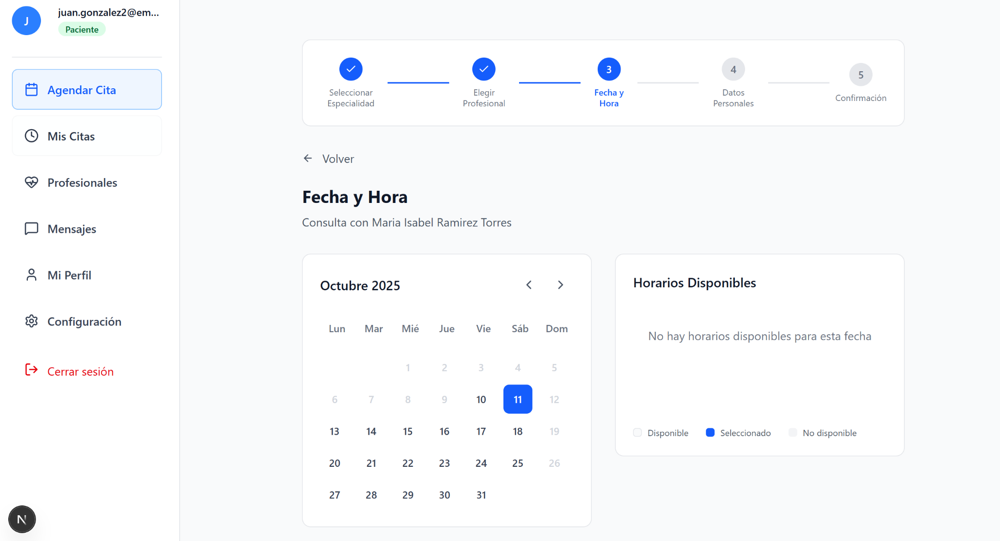 J
juan.gonzalez2@em...
Paciente
Agendar Cita
Mis Citas
Profesionales
Mensajes
Mi Perfil
Configuración
Cerrar sesión
N
3
4
5
Seleccionar
Especialidad
Elegir
Profesional
Fecha y
Hora
Datos
Personales
Confirmación
Volver
Fecha y Hora
Consulta con Maria Isabel Ramirez Torres
Octubre 2025
Lun Mar Mié Jue Vie Sáb Dom
1 2 3 4 5
6 7 8 9 10 11 12
13 14 15 16 17 18 19
20 21 22 23 24 25 26
27 28 29 30 31
Horarios Disponibles
No hay horarios disponibles para esta fecha
Disponible Seleccionado No disponible